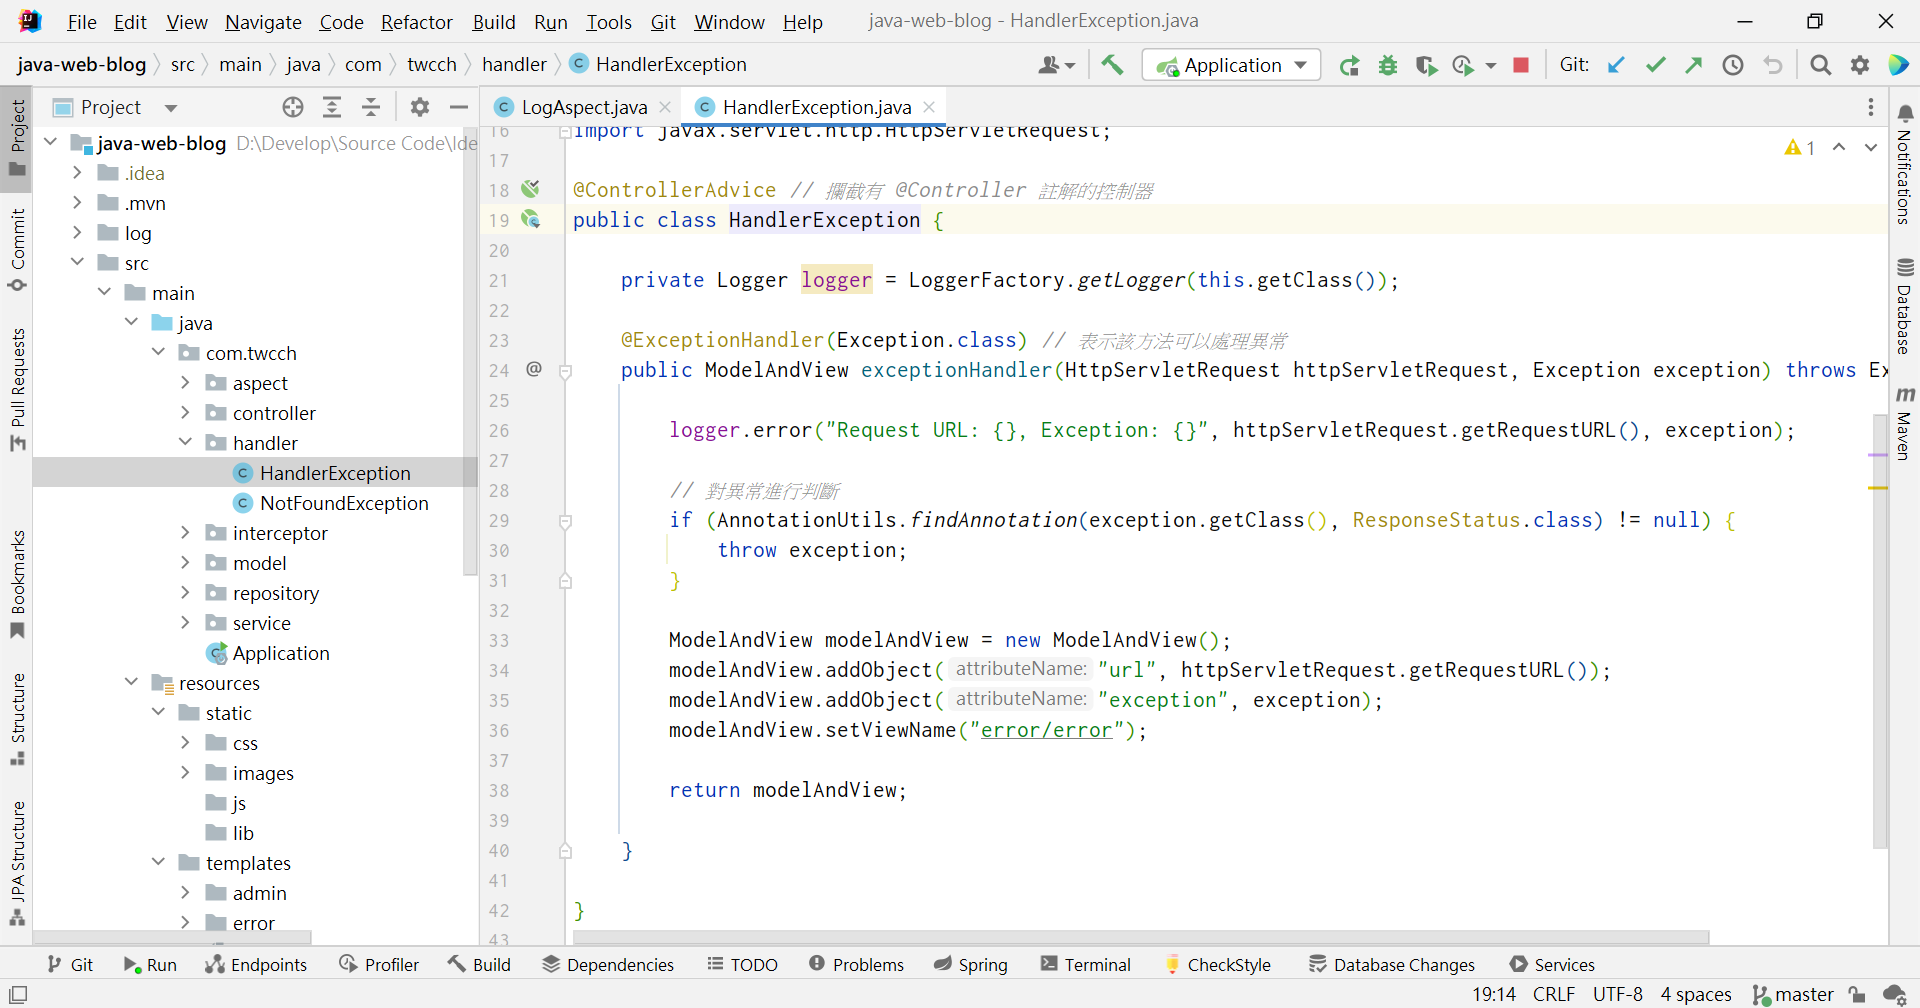 File Edit View Navigate Code Refactor Build Run Tools Git Window Help java-web-blog - HandlerException.java
java-web-blog src main java com twcch handler HandlerException Application Git:
Project
LogAspect.java HandlerException.java
java-web-blog D:\Develop\Source Code\Ide
.idea
.mvn
log
src
main
java
com.twcch
aspect
controller
handler
HandlerException
NotFoundException
interceptor
model
repository
service
Application
resources
static
css
images
js
lib
templates
admin
error
Project
Commit
Pull Requests
Bookmarks
Structure
JPA Structure
16 import javax.servlet.http.HttpServletRequest;
17
18 @ControllerAdvice // 攔截有 @Controller 註解的控制器
19 public class HandlerException {
20
21 private Logger logger = LoggerFactory.getLogger(this.getClass());
22
23 @ExceptionHandler(Exception.class) // 表示該方法可以處理異常
24 public ModelAndView exceptionHandler(HttpServletRequest httpServletRequest, Exception exception) throws Ex
25
26 logger.error("Request URL: {}, Exception: {}", httpServletRequest.getRequestURL(), exception);
27
28 // 對異常進行判斷
29 if (AnnotationUtils.findAnnotation(exception.getClass(), ResponseStatus.class) != null) {
30 throw exception;
31 }
32
33 ModelAndView modelAndView = new ModelAndView();
34 modelAndView.addObject( attributeName: "url", httpServletRequest.getRequestURL());
35 modelAndView.addObject( attributeName: "exception", exception);
36 modelAndView.setViewName("error/error");
37
38 return modelAndView;
39
40 }
41
42 }
43
1
Notifications
Database
m Maven
Git Run Endpoints Profiler Build Dependencies TODO Problems Spring Terminal CheckStyle Database Changes Services
19:14 CRLF UTF-8 4 spaces master